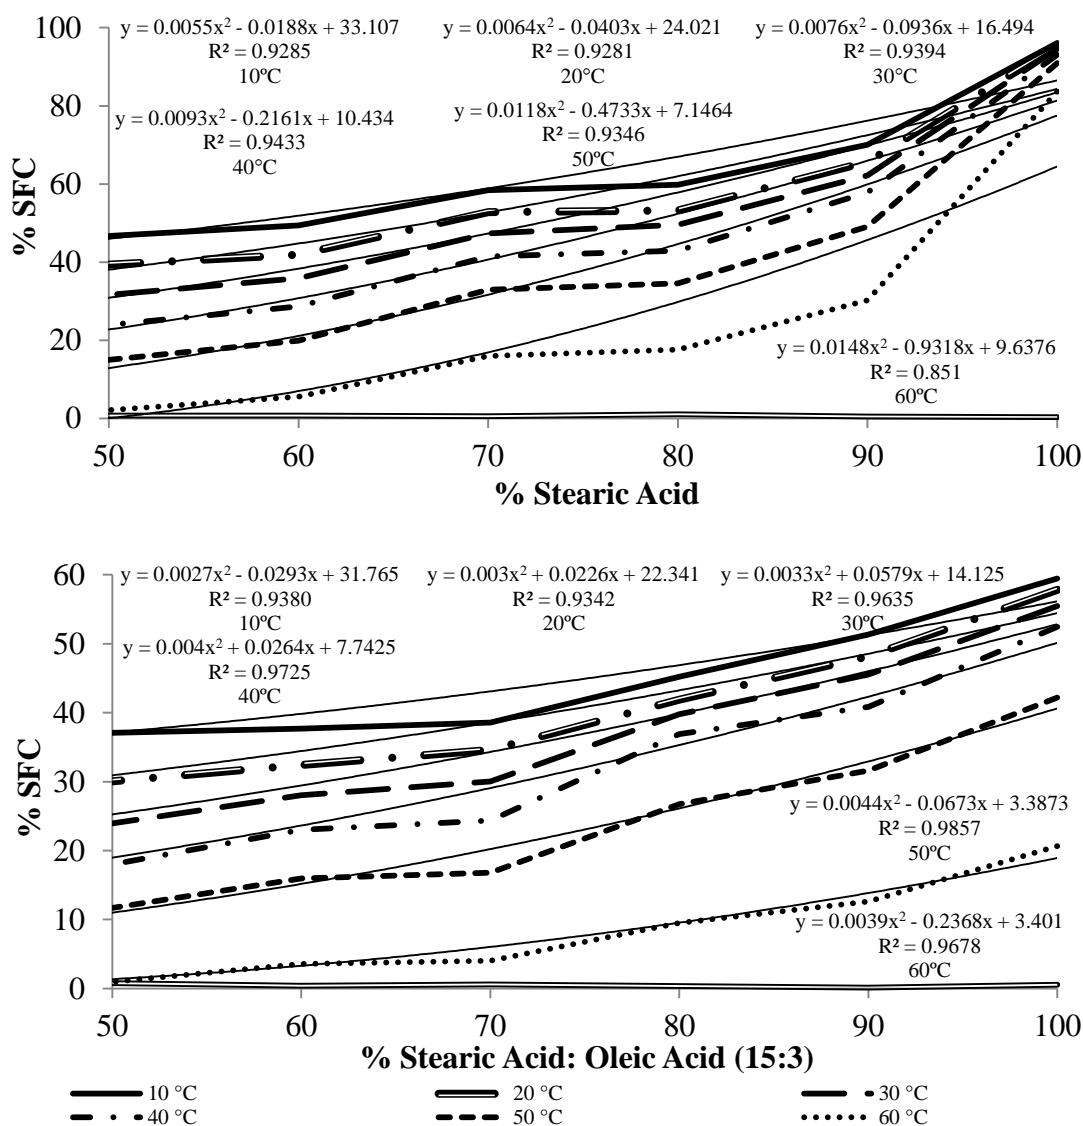 y = 0.0055x² - 0.0188x + 33.107
R² = 0.9285
10ºC
y = 0.0064x² - 0.0403x + 24.021
R² = 0.9281
20ºC
y = 0.0076x² - 0.0936x + 16.494
R² = 0.9394
30°C
y = 0.0093x² - 0.2161x + 10.434
R² = 0.9433
40°C
y = 0.0118x² - 0.4733x + 7.1464
R² = 0.9346
50ºC
y = 0.0148x² - 0.9318x + 9.6376
R² = 0.851
60ºC
100
80
60
40
20
0
% SFC
50 60 70 80 90 100
% Stearic Acid
y = 0.0027x² - 0.0293x + 31.765
R² = 0.9380
10ºC
y = 0.003x² + 0.0226x + 22.341
R² = 0.9342
20ºC
y = 0.0033x² + 0.0579x + 14.125
R² = 0.9635
30ºC
y = 0.004x² + 0.0264x + 7.7425
R² = 0.9725
40ºC
y = 0.0044x² - 0.0673x + 3.3873
R² = 0.9857
50ºC
y = 0.0039x² - 0.2368x + 3.401
R² = 0.9678
60ºC
60
50
40
30
20
10
0
% SFC
50 60 70 80 90 100
% Stearic Acid: Oleic Acid (15:3)
10 °C 20 °C 30 °C
40 °C 50 °C 60 °C